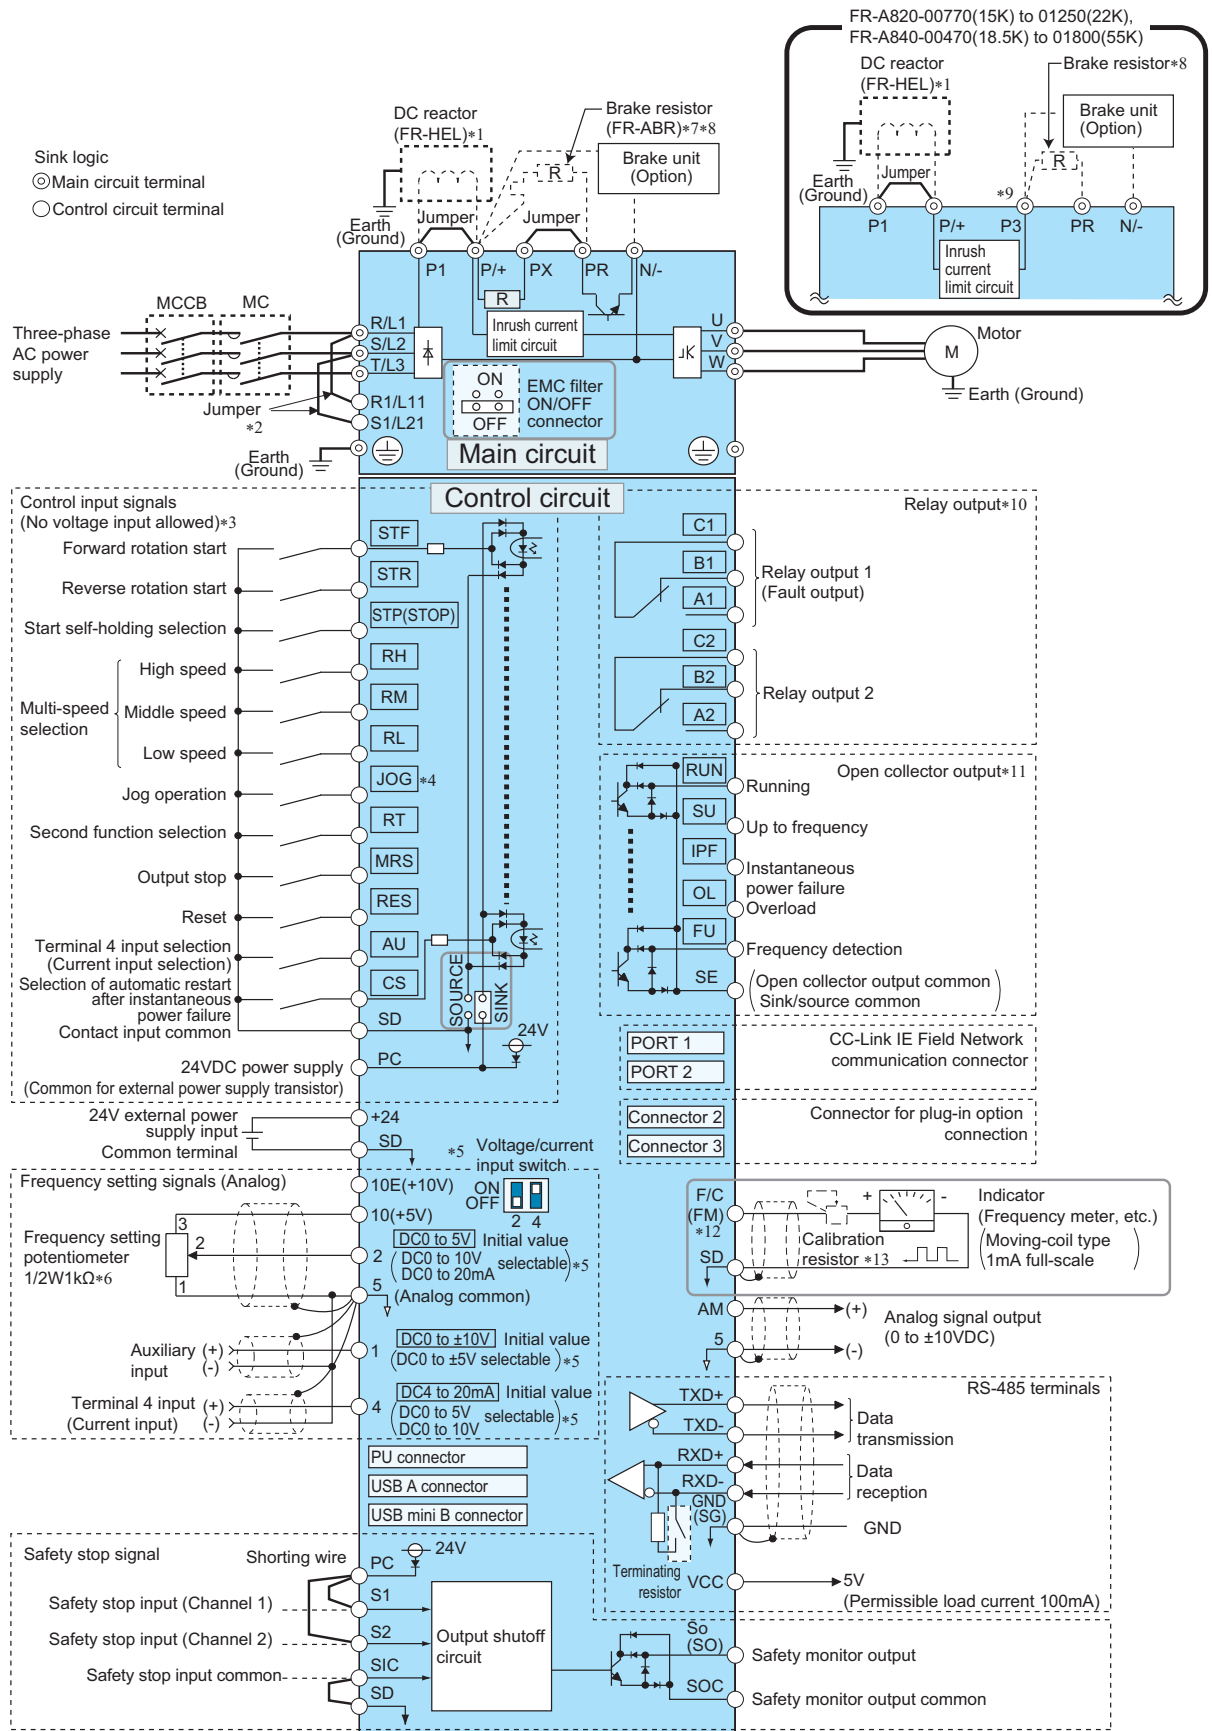 FR-A820-00770(15K) to 01250(22K),
FR-A840-00470(18.5K) to 01800(55K)
DC reactor
(FR-HEL)*1
Brake resistor*8
Brake unit
(Option)
R
Jumper
Earth
(Ground)
*9
P1
P/+
P3
PR
N/-
Inrush
current
limit circuit
Sink logic
Main circuit terminal
Control circuit terminal
DC reactor
(FR-HEL)*1
Brake resistor
(FR-ABR)*7*8
Brake unit
(Option)
R
Jumper
Jumper
Earth
(Ground)
P1
P/+
PX
PR
N/-
R
Inrush current
limit circuit
MCCB
MC
Three-phase
AC power
supply
R/L1
S/L2
T/L3
R1/L11
S1/L21
Jumper
*2
Earth
(Ground)
ON
OFF
EMC filter
ON/OFF
connector
U
V
W
Motor
M
Earth (Ground)
Main circuit
Control circuit
Control input signals
(No voltage input allowed)*3
Forward rotation start
STF
Reverse rotation start
STR
Start self-holding selection
STP(STOP)
Multi-speed
selection
High speed
RH
Middle speed
RM
Low speed
RL
Jog operation
JOG
*4
Second function selection
RT
Output stop
MRS
Reset
RES
Terminal 4 input selection
(Current input selection)
AU
Selection of automatic restart
after instantaneous
power failure
CS
Contact input common
SD
SOURCE
SINK
24V
24VDC power supply
(Common for external power supply transistor)
PC
24V external power
supply input
+24
Common terminal
SD
Relay output*10
C1
B1
A1
Relay output 1
(Fault output)
C2
B2
A2
Relay output 2
Open collector output*11
RUN
Running
SU
Up to frequency
IPF
Instantaneous
power failure
OL
Overload
FU
Frequency detection
SE
Open collector output common
Sink/source common
PORT 1
PORT 2
CC-Link IE Field Network
communication connector
Connector 2
Connector 3
Connector for plug-in option
connection
*5
Voltage/current
input switch
ON
OFF
2 4
Frequency setting signals (Analog)
10E(+10V)
10(+5V)
Frequency setting
potentiometer
1/2W1kΩ*6
3
2
1
2
DC0 to 5V Initial value
(DC0 to 10V
DC0 to 20mA selectable)*5
5
(Analog common)
Auxiliary
input
(+)
(-)
1
DC0 to ±10V Initial value
(DC0 to ±5V selectable)*5
Terminal 4 input
(Current input)
(+)
(-)
4
DC4 to 20mA Initial value
(DC0 to 5V
DC0 to 10V selectable)*5
F/C
(FM)
*12
SD
+
-
Calibration
resistor *13
Indicator
(Frequency meter, etc.)
(Moving-coil type
1mA full-scale)
AM
(+)
5
(-)
Analog signal output
(0 to ±10VDC)
RS-485 terminals
TXD+
TXD-
Data
transmission
RXD+
RXD-
Data
reception
GND
(SG)
GND
Terminating
resistor
VCC
5V
(Permissible load current 100mA)
PU connector
USB A connector
USB mini B connector
Safety stop signal
Shorting wire
PC
24V
Safety stop input (Channel 1)
S1
Safety stop input (Channel 2)
S2
Safety stop input common
SIC
SD
Output shutoff
circuit
So
(SO)
Safety monitor output
SOC
Safety monitor output common